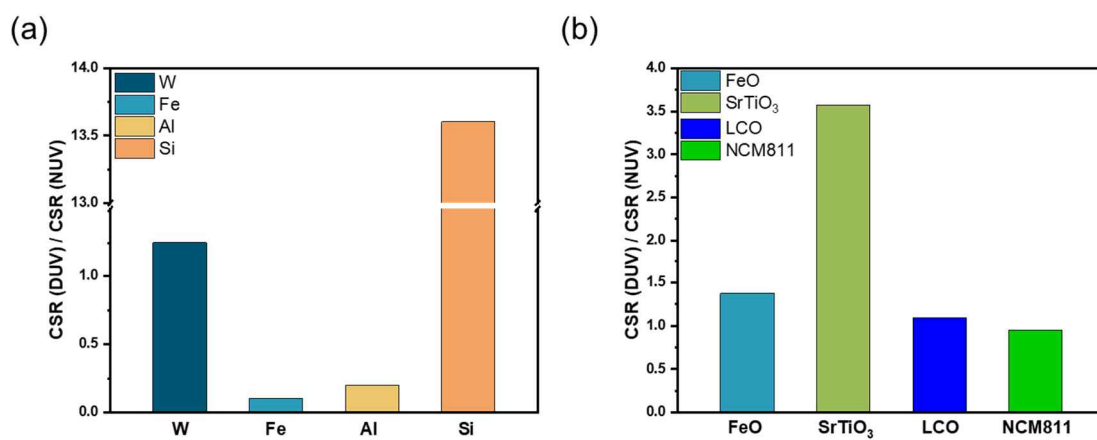 (a)
CSR (DUV) / CSR (NUV)
14.0
13.5
13.0
1.0
0.5
0.0
W
Fe
Al
Si
W
Fe
Al
Si
(b)
CSR (DUV) / CSR (NUV)
4.0
3.5
3.0
2.5
2.0
1.5
1.0
0.5
0.0
FeO
SrTiO₃
LCO
NCM811
FeO
SrTiO₃
LCO
NCM811